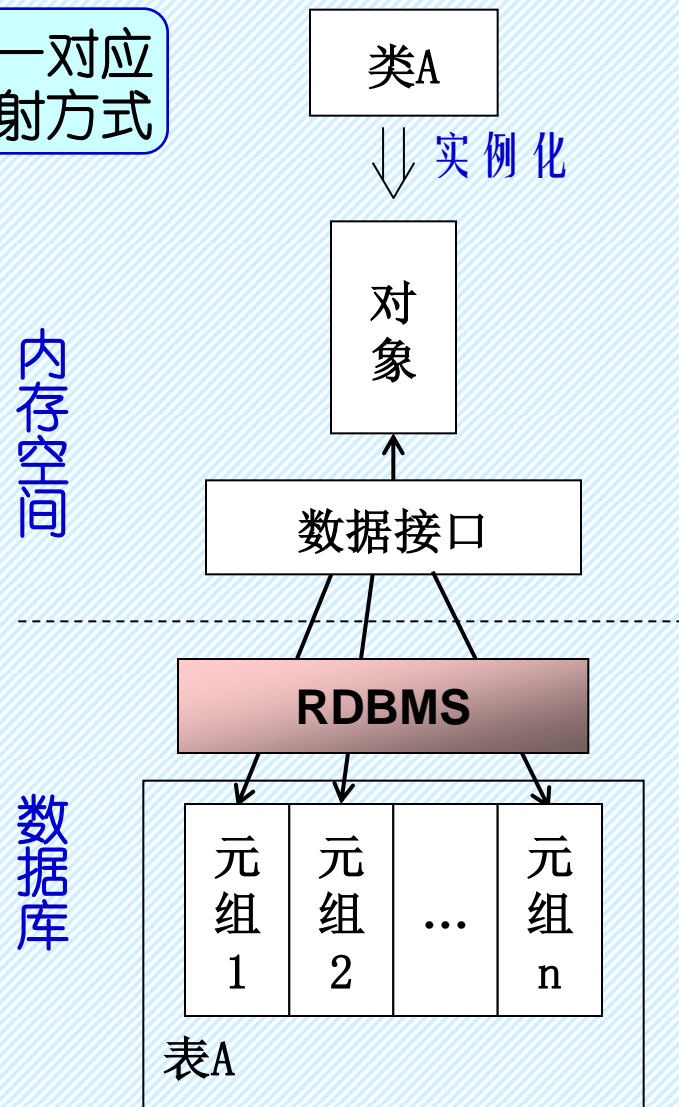 一对应
射方式
类A
实例化
对
象
内存空间
数据接口
RDBMS
数据库
元组1
元组2
…
元组n
表A